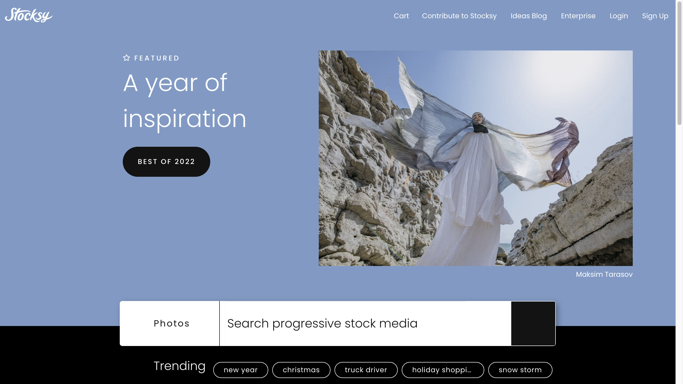 Stocksy
Cart
Contribute to Stocksy
Ideas Blog
Enterprise
Login
Sign Up
FEATURED
A year of
inspiration
BEST OF 2022
Maksim Tarasov
Photos
Search progressive stock media
Trending
new year
christmas
truck driver
holiday shoppi...
snow storm